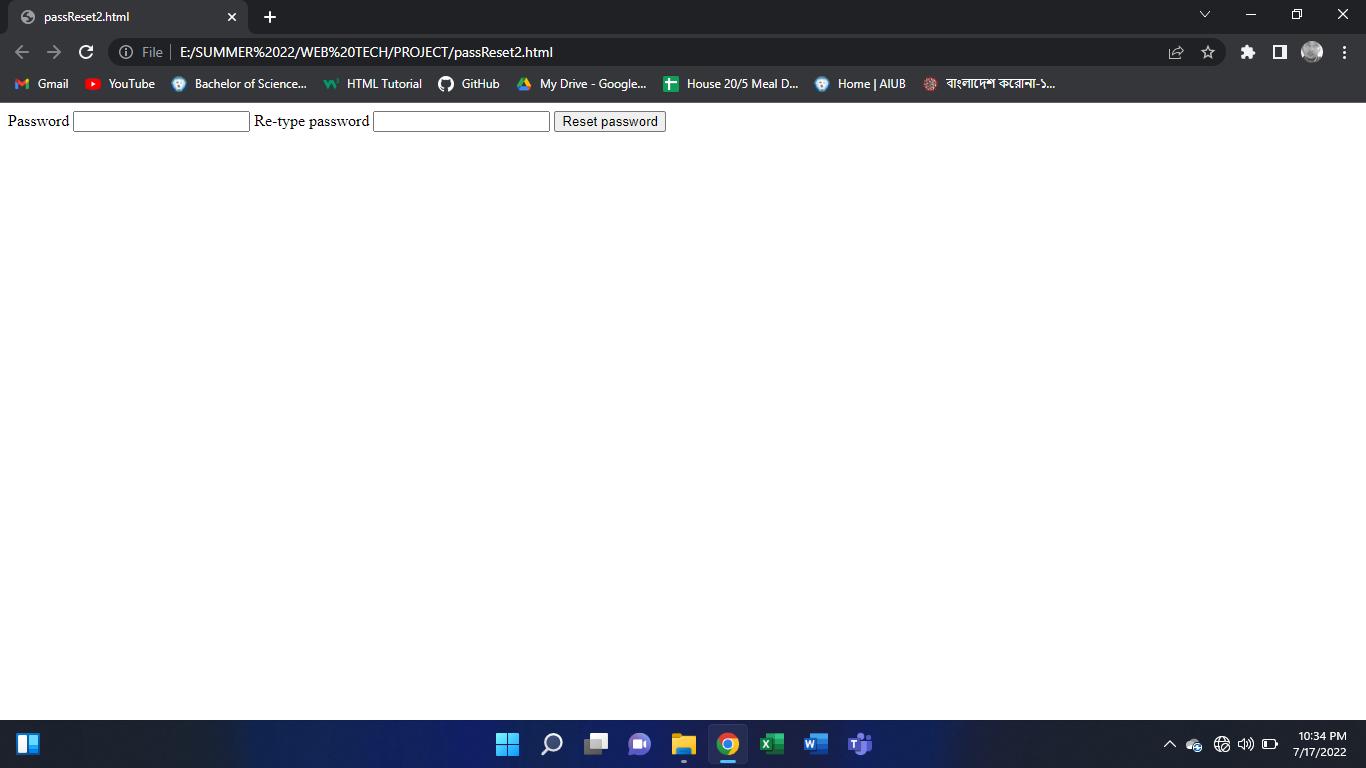 passReset2.html
File E:/SUMMER%2022/WEB%20TECH/PROJECT/passReset2.html
Gmail YouTube Bachelor of Science... HTML Tutorial GitHub My Drive - Google... House 20/5 Meal D... Home | AIUB বাংলাদেশ করোনা-১...
Password Re-type password Reset password
10:34 PM
7/17/2022